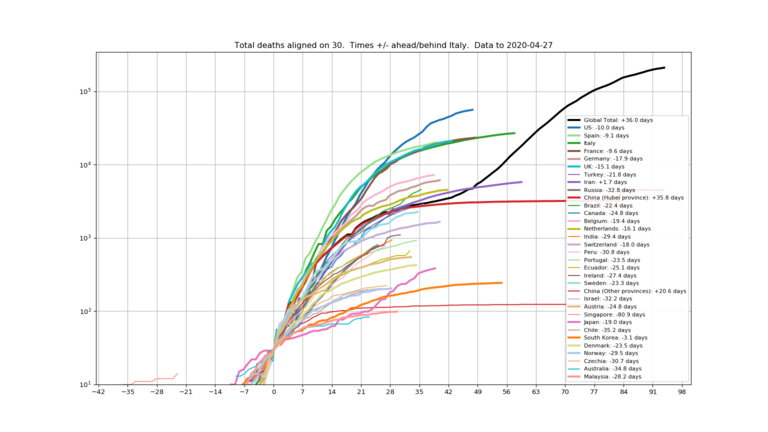 Total deaths aligned on 30. Times +/- ahead/behind Italy. Data to 2020-04-27
10⁵
10⁴
10³
10²
10¹
Global Total: +36.0 days
US: -10.0 days
Spain: -9.1 days
Italy
France: -9.6 days
Germany: -17.9 days
UK: -15.1 days
Turkey: -21.8 days
Iran: +1.7 days
Russia: -32.8 days
China (Hubei province): +35.8 days
Brazil: -22.4 days
Canada: -24.8 days
Belgium: -19.4 days
Netherlands: -16.1 days
India: -29.4 days
Switzerland: -18.0 days
Peru: -30.8 days
Portugal: -23.5 days
Ecuador: -25.1 days
Ireland: -27.4 days
Sweden: -23.3 days
China (Other provinces): +20.6 days
Israel: -32.2 days
Austria: -24.8 days
Singapore: -80.9 days
Japan: -19.0 days
Chile: -35.2 days
South Korea: -3.1 days
Denmark: -23.5 days
Norway: -29.5 days
Czechia: -30.7 days
Australia: -34.8 days
Malaysia: -28.2 days
−42 −35 −28 −21 −14 −7 0 7 14 21 28 35 42 49 56 63 70 77 84 91 98